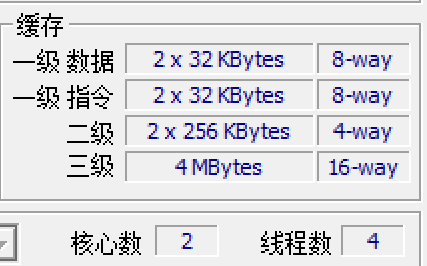 缓存
一级 数据 2 x 32 KBytes 8-way
一级 指令 2 x 32 KBytes 8-way
二级 2 x 256 KBytes 4-way
三级 4 MBytes 16-way
核心数 2 线程数 4